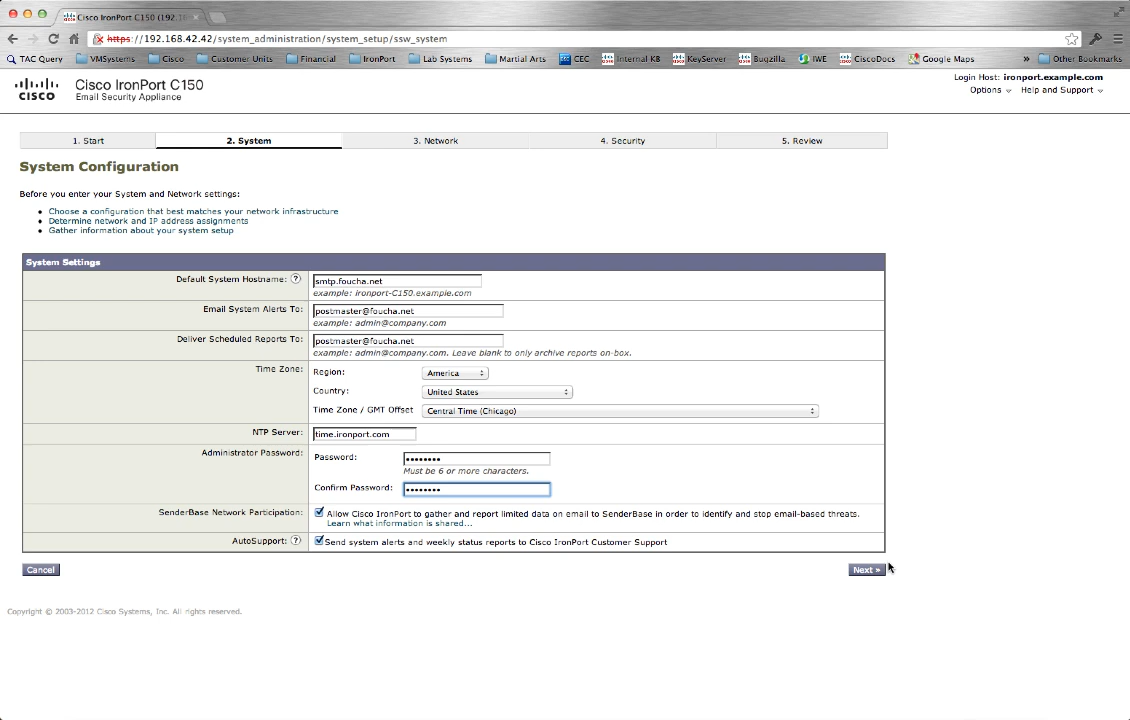 Cisco IronPort C150 (192.1
https://192.168.42.42/system_administration/system_setup/ssw_system
TAC Query VMSystems Cisco Customer Units Financial IronPort Lab Systems Martial Arts CEC Internal KB KeyServer Bugzilla IWE CiscoDocs Google Maps » Other Bookmarks
CISCO
Cisco IronPort C150
Email Security Appliance
Login Host: ironport.example.com
Options Help and Support
1. Start 2. System 3. Network 4. Security 5. Review
System Configuration
Before you enter your System and Network settings:
• Choose a configuration that best matches your network infrastructure
• Determine network and IP address assignments
• Gather information about your system setup
System Settings
Default System Hostname: ? smtp.foucha.net
example: ironport-C150.example.com
Email System Alerts To: postmaster@foucha.net
example: admin@company.com
Deliver Scheduled Reports To: postmaster@foucha.net
example: admin@company.com. Leave blank to only archive reports on-box.
Time Zone: Region: America
Country: United States
Time Zone / GMT Offset Central Time (Chicago)
NTP Server: time.ironport.com
Administrator Password: Password: ••••••••
Must be 6 or more characters.
Confirm Password: ••••••••
SenderBase Network Participation: Allow Cisco IronPort to gather and report limited data on email to SenderBase in order to identify and stop email-based threats.
Learn what information is shared...
AutoSupport: ? Send system alerts and weekly status reports to Cisco IronPort Customer Support
Cancel Next »
Copyright © 2003-2012 Cisco Systems, Inc. All rights reserved.